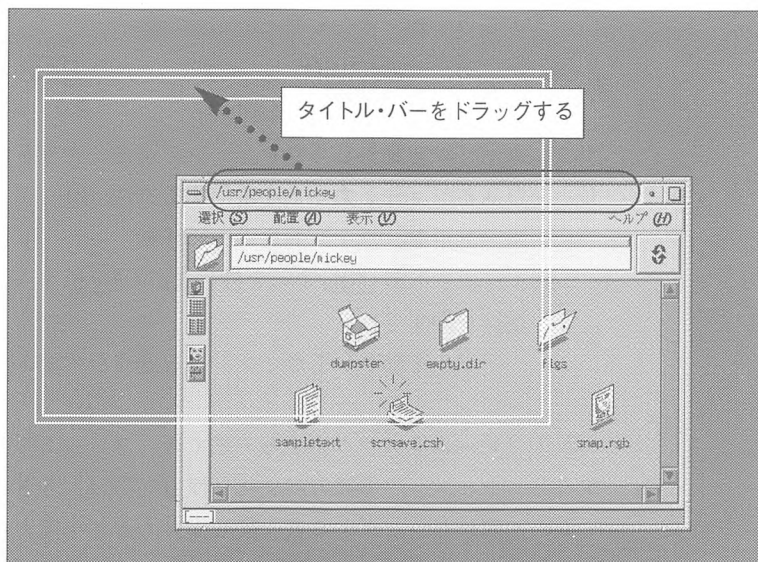 タイトル・バーをドラッグする
/usr/people/mickey
選択(S) 配置(A) 表示(V) ヘルプ(H)
/usr/people/mickey
dumpster empty.dir figs
sampletext scrsave.csh snap.rgb